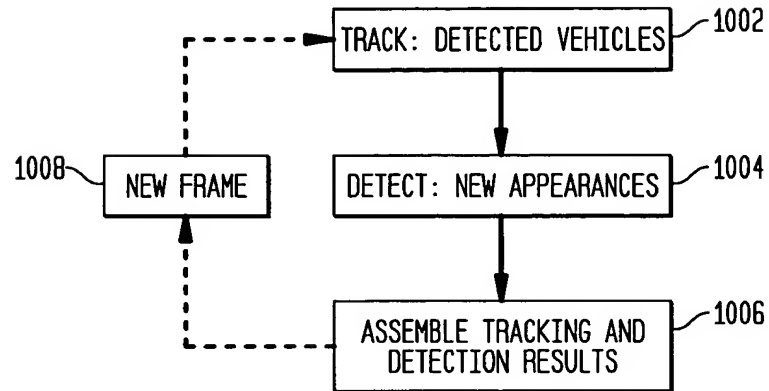 TRACK: DETECTED VEHICLES
1002
1008
NEW FRAME
DETECT: NEW APPEARANCES
1004
ASSEMBLE TRACKING AND
DETECTION RESULTS
1006